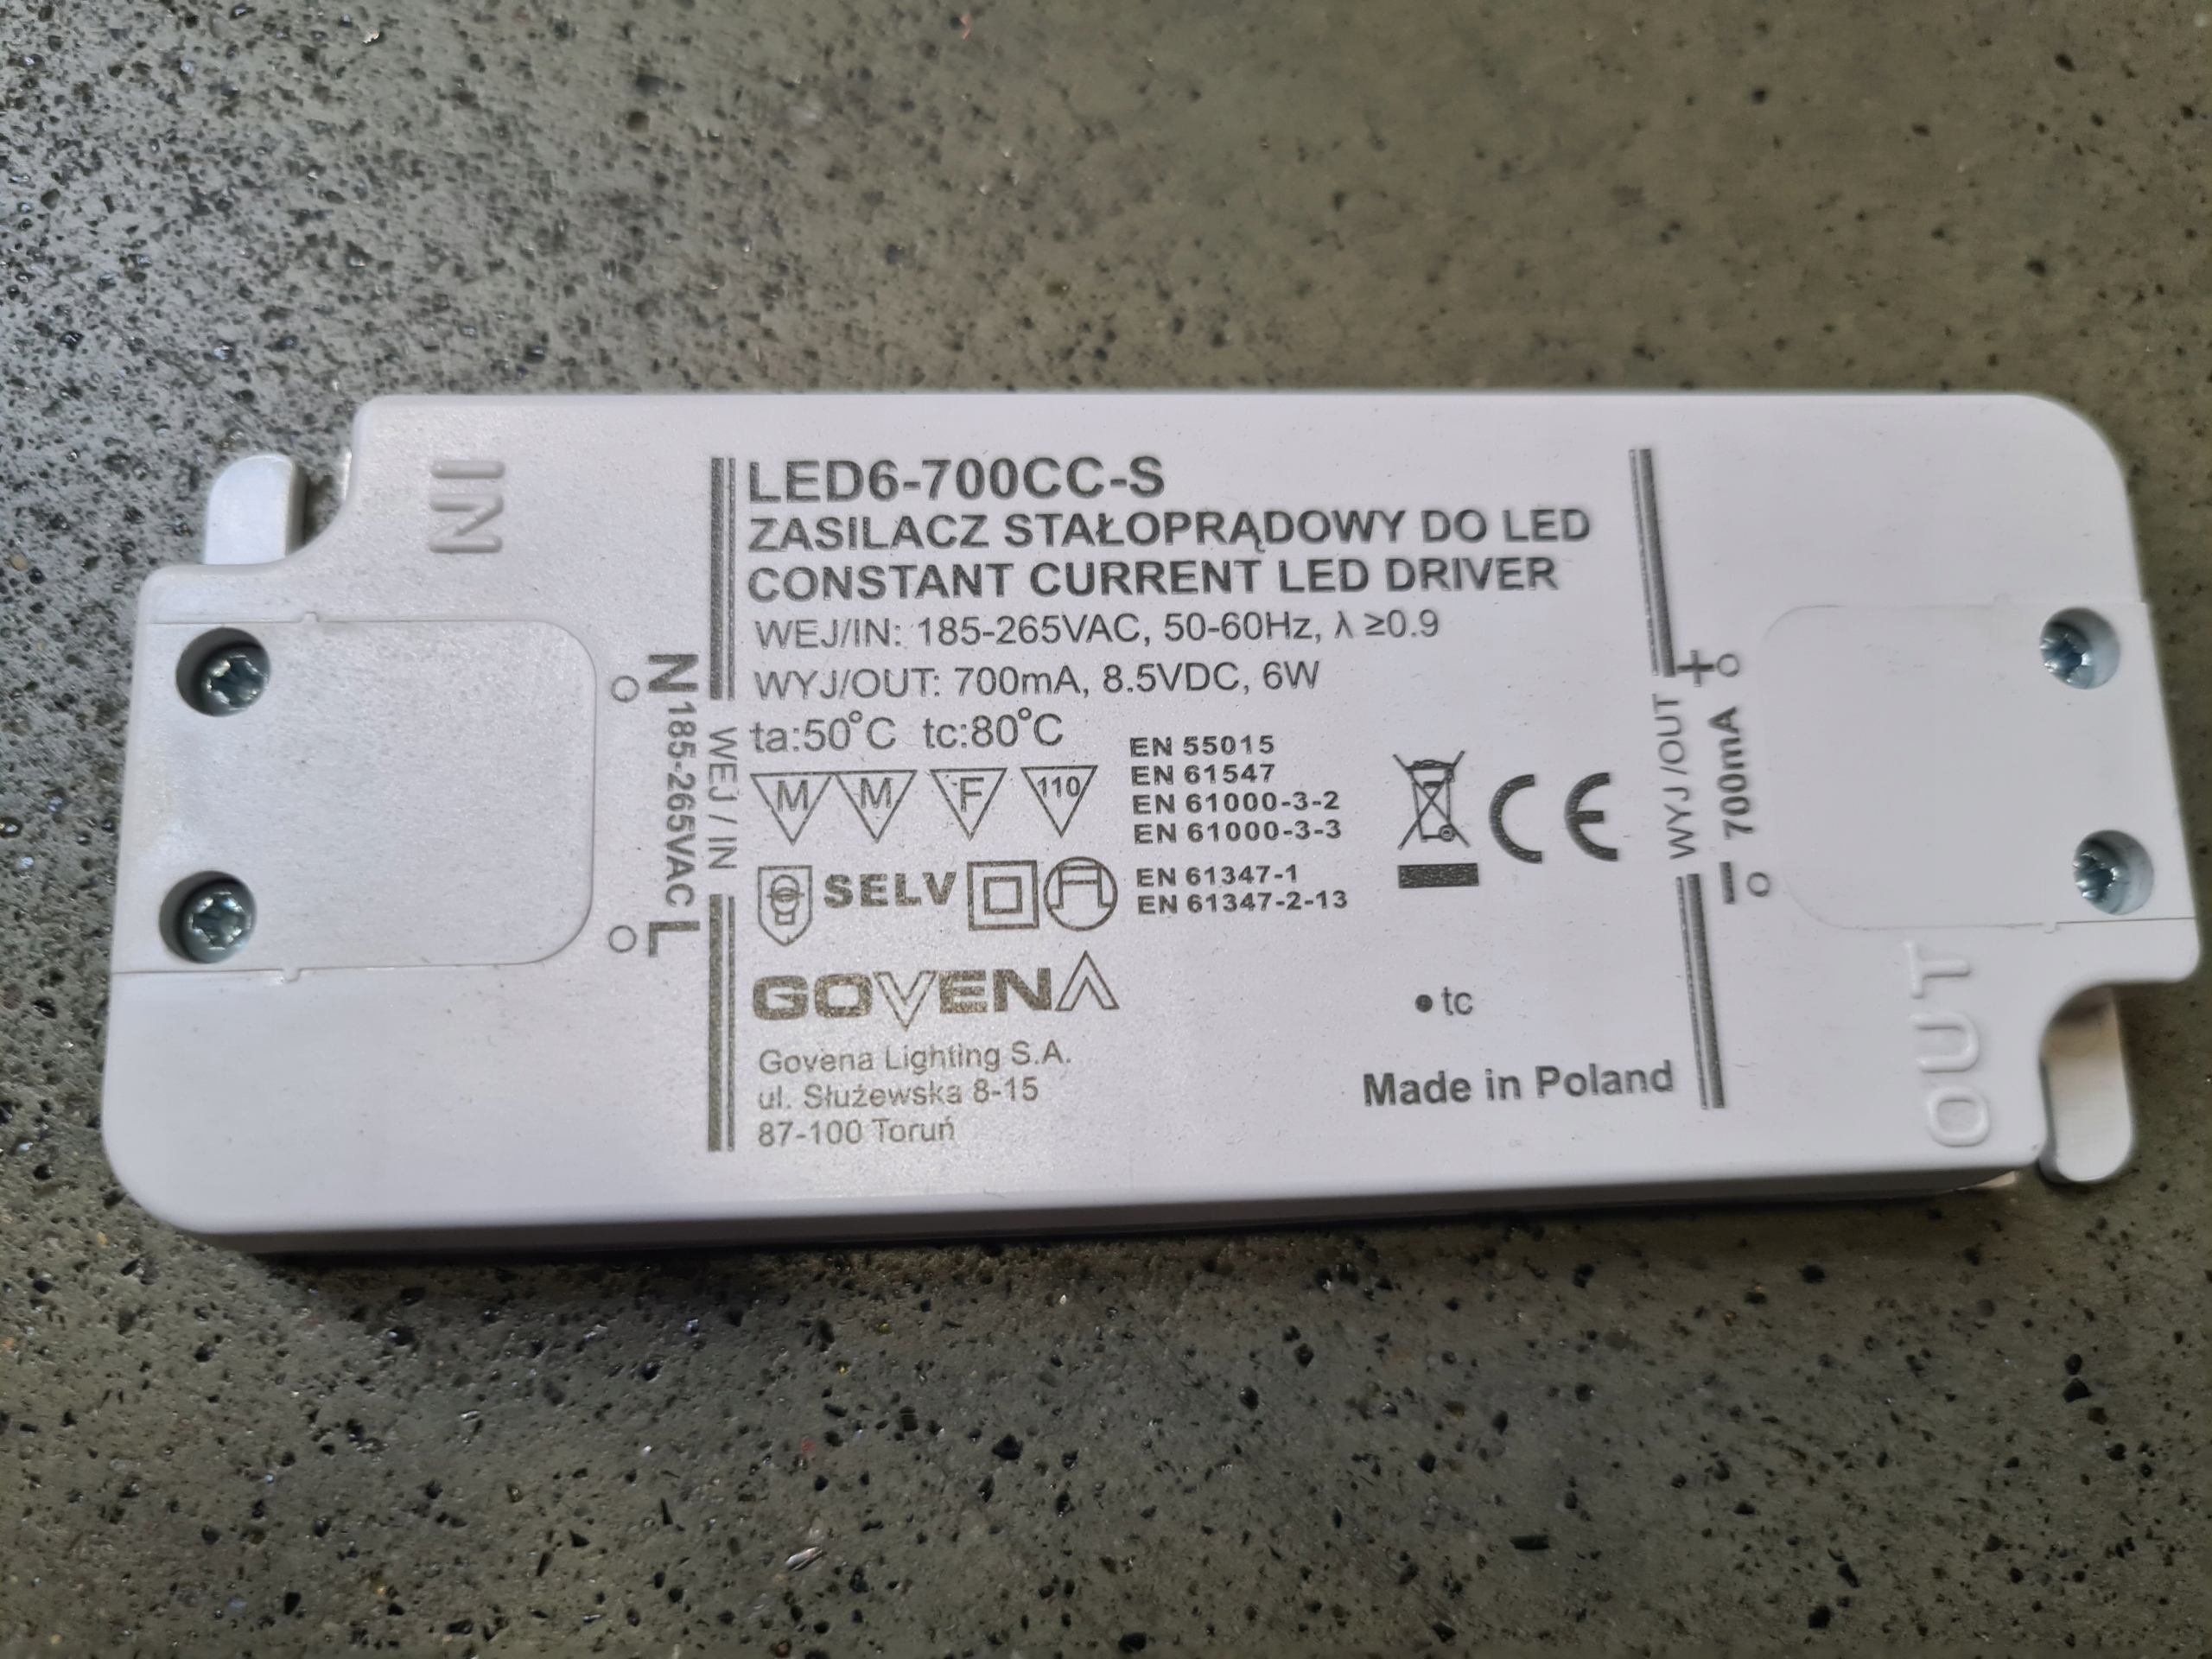 IN
LED6-700CC-S
ZASILACZ STAŁOPRĄDOWY DO LED
CONSTANT CURRENT LED DRIVER
WEJ/IN: 185-265VAC, 50-60Hz, λ ≥0.9
WYJ/OUT: 700mA, 8.5VDC, 6W
ta:50°C tc:80°C
M M F 110
EN 55015
EN 61547
EN 61000-3-2
EN 61000-3-3
EN 61347-1
EN 61347-2-13
SELV
CE
GOVENA
Govena Lighting S.A.
ul. Służewska 8-15
87-100 Toruń
•tc
Made in Poland
N 185-265VAC L
WEJ / IN
WYJ / OUT
+ 700mA -
OUT